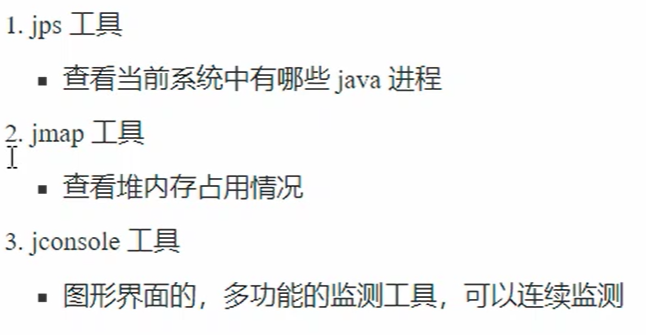 1. jps 工具
▪ 查看当前系统中有哪些 java 进程
2. jmap 工具
▪ 查看堆内存占用情况
3. jconsole 工具
▪ 图形界面的，多功能的监测工具，可以连续监测